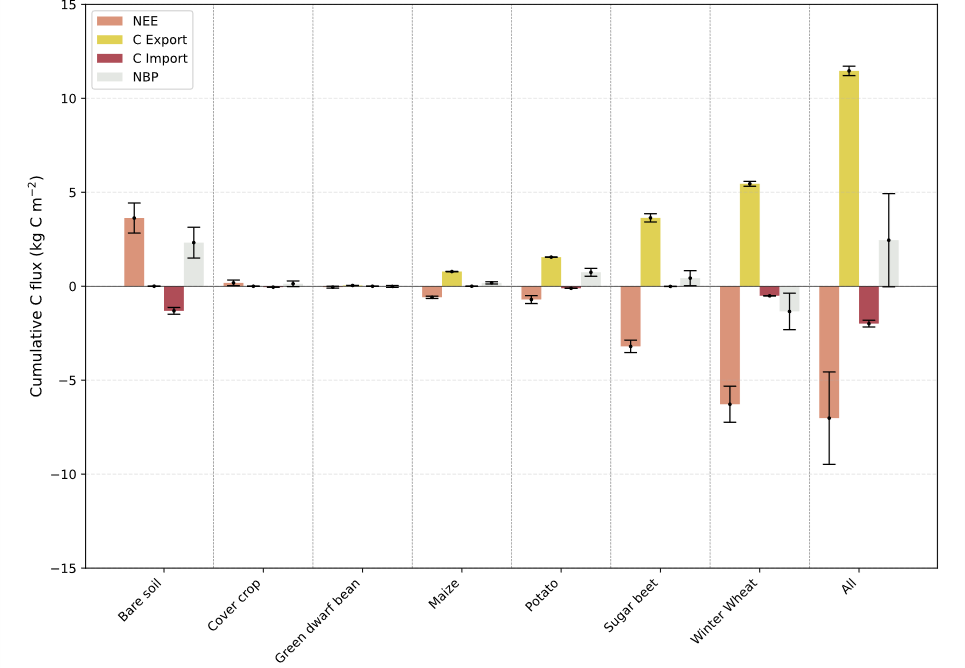 NEE
C Export
C Import
NBP
Cumulative C flux (kg C m⁻²)
15
10
5
0
−5
−10
−15
Bare soil
Cover crop
Green dwarf bean
Maize
Potato
Sugar beet
Winter Wheat
All